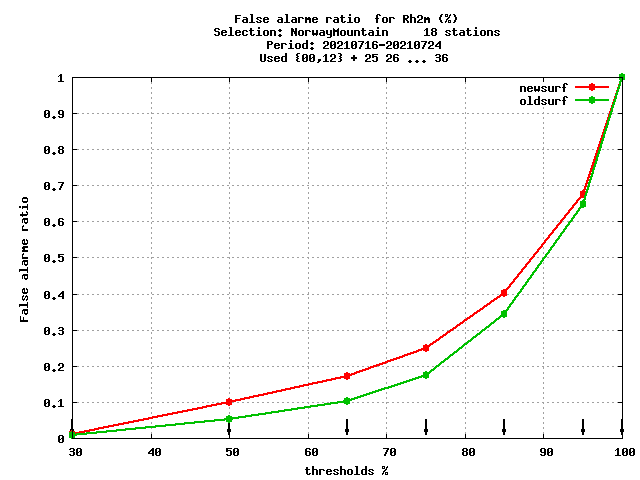 False alarme ratio  for Rh2m (%)
Selection: NorwayMountain     18 stations
Period: 20210716-20210724
Used {00,12} + 25 26 ... 36
newsurf
oldsurf
1
0.9
0.8
0.7
0.6
0.5
0.4
0.3
0.2
0.1
0
False alarme ratio
30 40 50 60 70 80 90 100
thresholds %